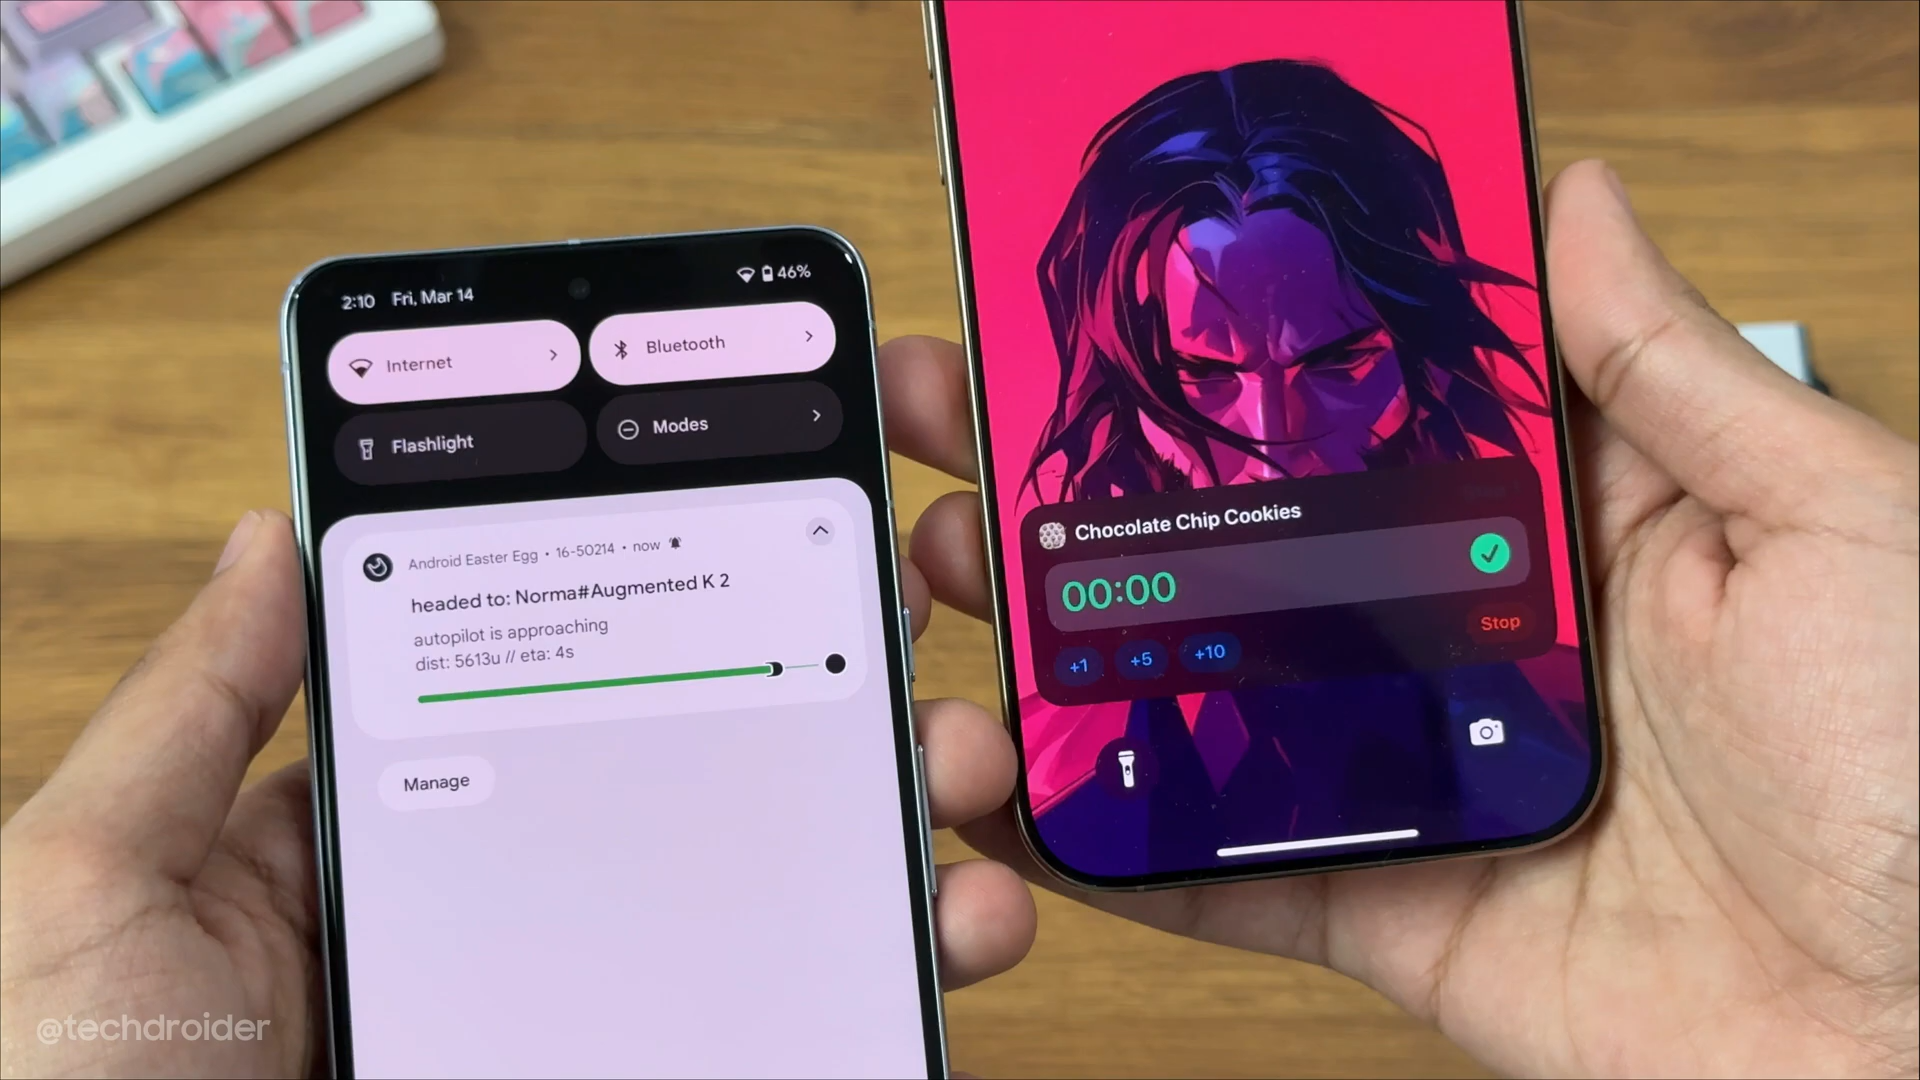 2:10 Fri, Mar 14
46%
Internet
Bluetooth
Flashlight
Modes
Android Easter Egg • 16-50214 • now
headed to: Norma#Augmented K 2
autopilot is approaching
dist: 5613u // eta: 4s
Manage
Chocolate Chip Cookies
00:00
Stop
+1 +5 +10
@techdroider